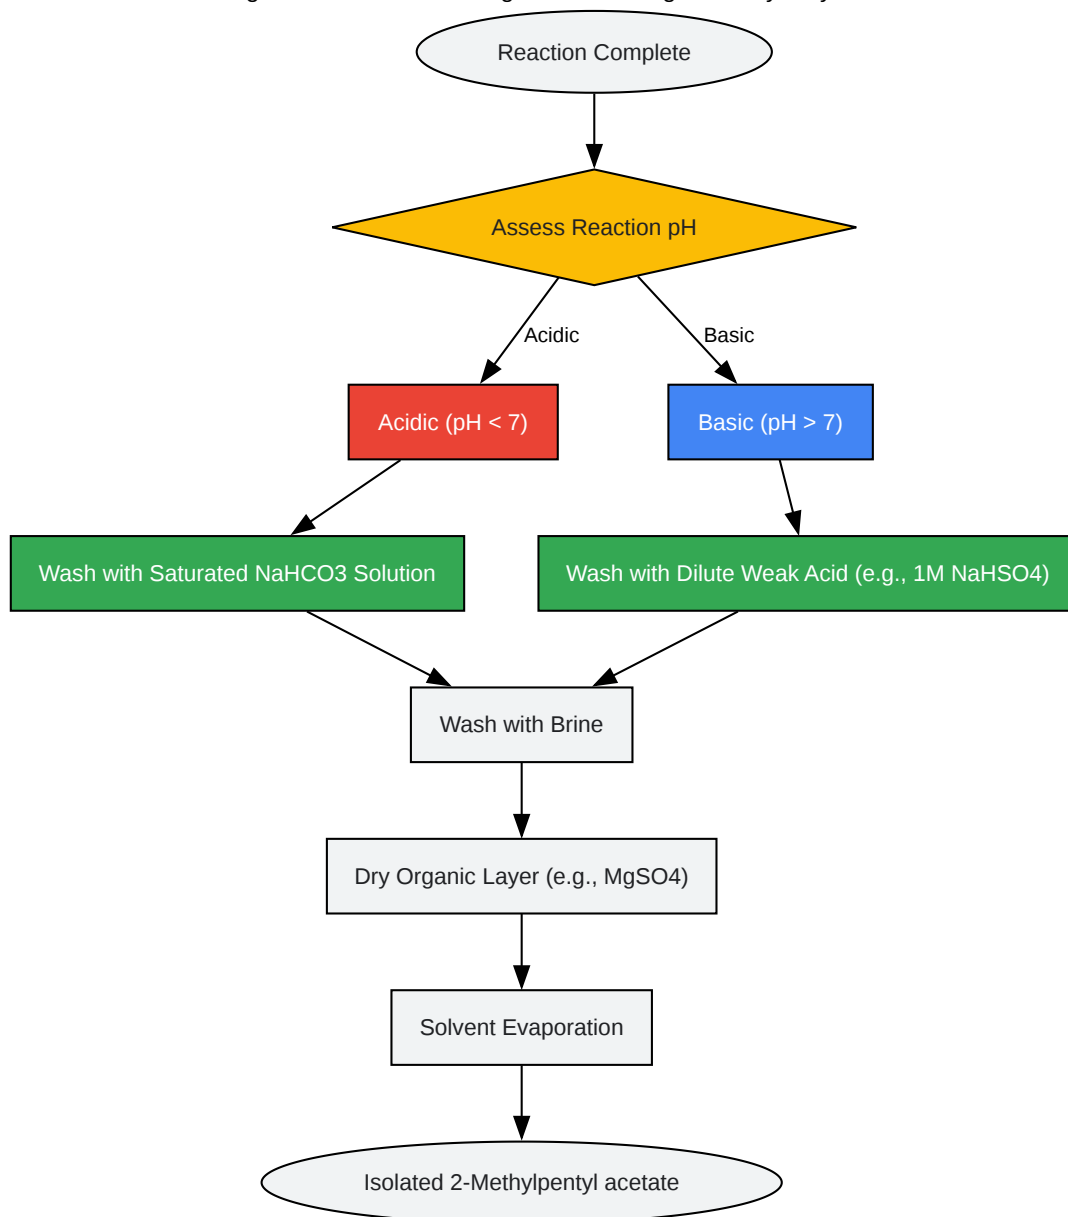 Reaction Complete
Assess Reaction pH
Acidic
Basic
Acidic (pH < 7)
Basic (pH > 7)
Wash with Saturated NaHCO3 Solution
Wash with Dilute Weak Acid (e.g., 1M NaHSO4)
Wash with Brine
Dry Organic Layer (e.g., MgSO4)
Solvent Evaporation
Isolated 2-Methylpentyl acetate